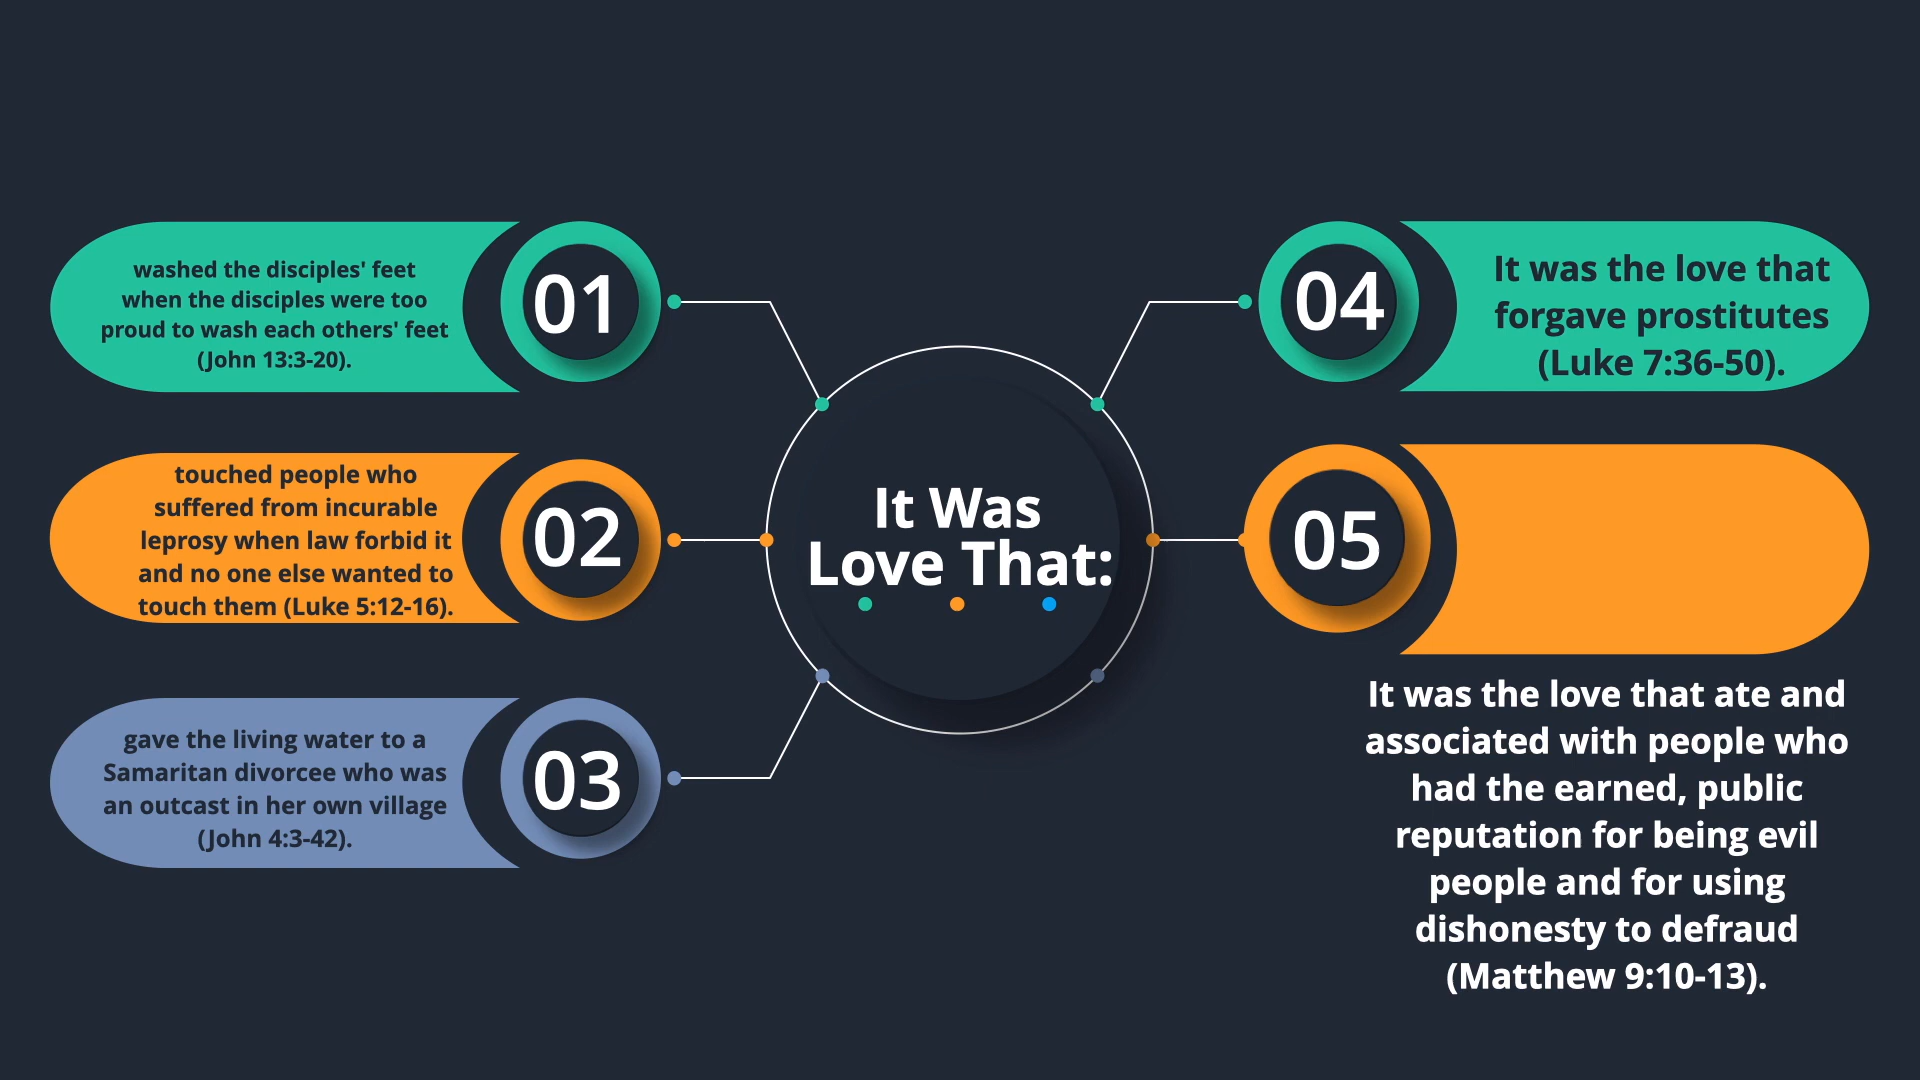 It Was
Love That:
01
washed the disciples' feet
when the disciples were too
proud to wash each others' feet
(John 13:3-20).
02
touched people who
suffered from incurable
leprosy when law forbid it
and no one else wanted to
touch them (Luke 5:12-16).
03
gave the living water to a
Samaritan divorcee who was
an outcast in her own village
(John 4:3-42).
04
It was the love that
forgave prostitutes
(Luke 7:36-50).
05
It was the love that ate and
associated with people who
had the earned, public
reputation for being evil
people and for using
dishonesty to defraud
(Matthew 9:10-13).